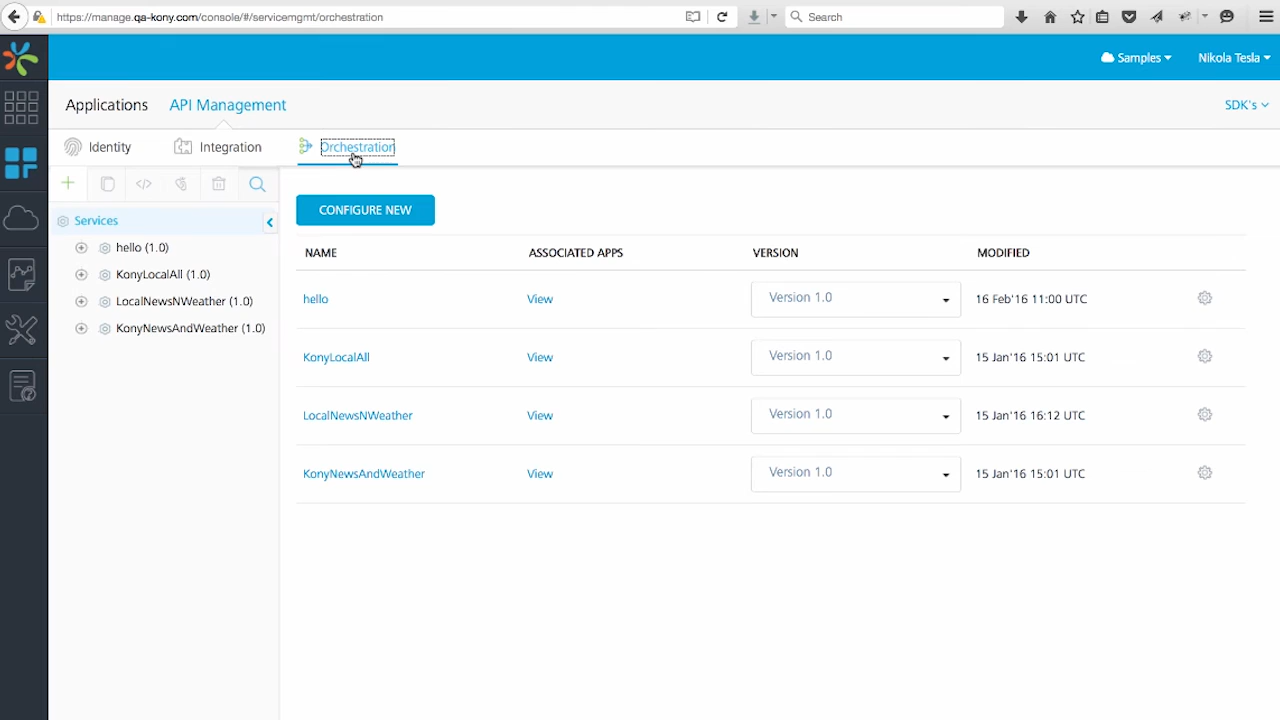 https://manage.qa-kony.com/console/#/servicemgmt/orchestration
Search
Samples
Nikola Tesla
Applications
API Management
SDK's
Identity
Integration
Orchestration
Services
hello (1.0)
KonyLocalAll (1.0)
LocalNewsNWeather (1.0)
KonyNewsAndWeather (1.0)
CONFIGURE NEW
NAME ASSOCIATED APPS VERSION MODIFIED
hello View Version 1.0 16 Feb'16 11:00 UTC
KonyLocalAll View Version 1.0 15 Jan'16 15:01 UTC
LocalNewsNWeather View Version 1.0 15 Jan'16 16:12 UTC
KonyNewsAndWeather View Version 1.0 15 Jan'16 15:01 UTC